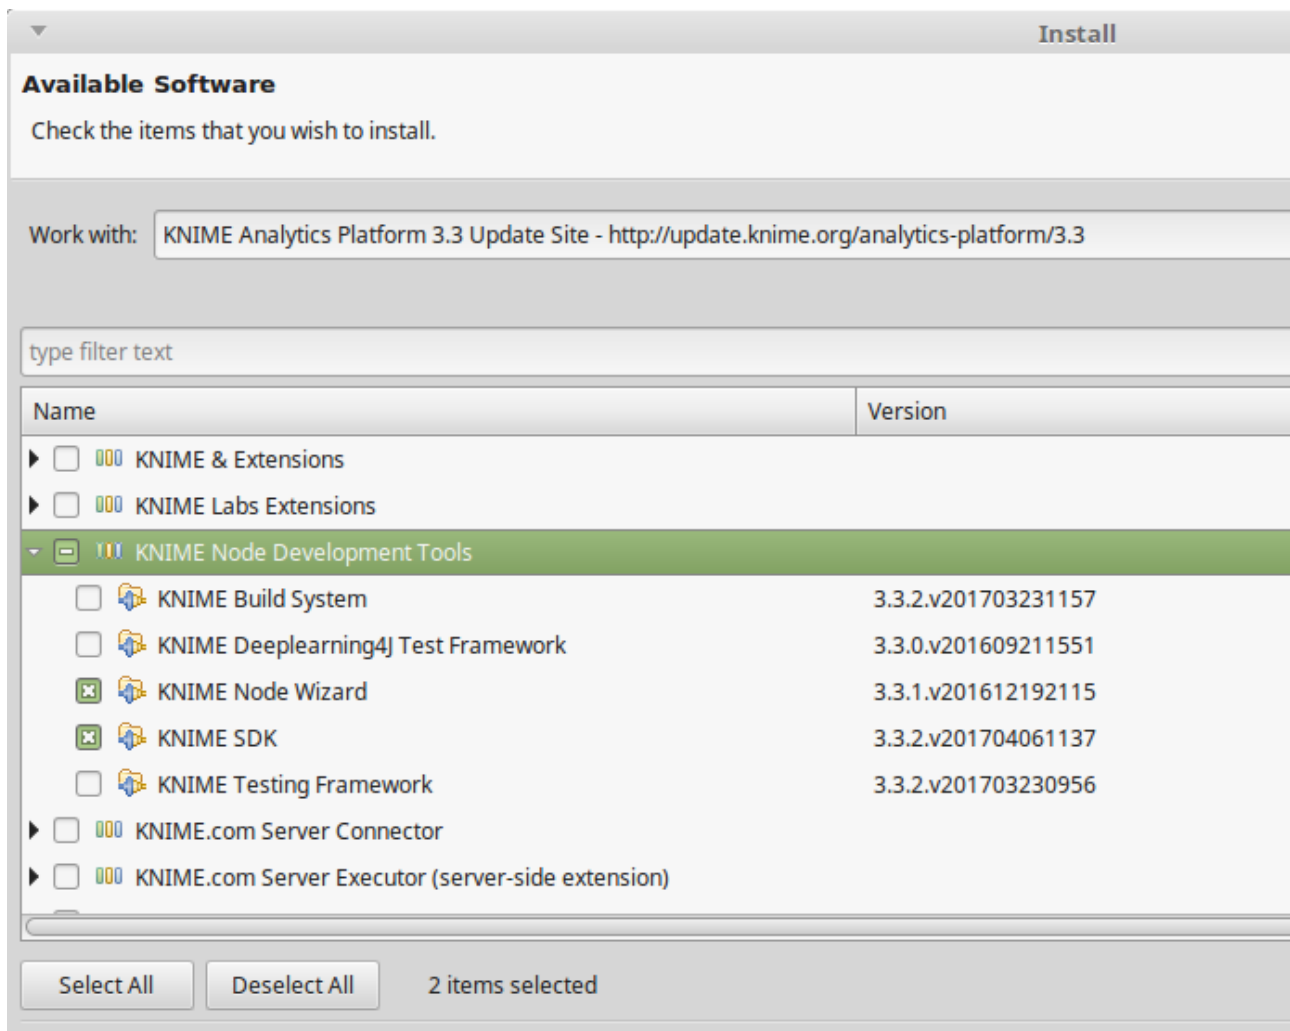 Install
Available Software
Check the items that you wish to install.
Work with: KNIME Analytics Platform 3.3 Update Site - http://update.knime.org/analytics-platform/3.3
type filter text
Name Version
KNIME & Extensions
KNIME Labs Extensions
KNIME Node Development Tools
KNIME Build System 3.3.2.v201703231157
KNIME Deeplearning4J Test Framework 3.3.0.v201609211551
KNIME Node Wizard 3.3.1.v201612192115
KNIME SDK 3.3.2.v201704061137
KNIME Testing Framework 3.3.2.v201703230956
KNIME.com Server Connector
KNIME.com Server Executor (server-side extension)
Select All Deselect All 2 items selected